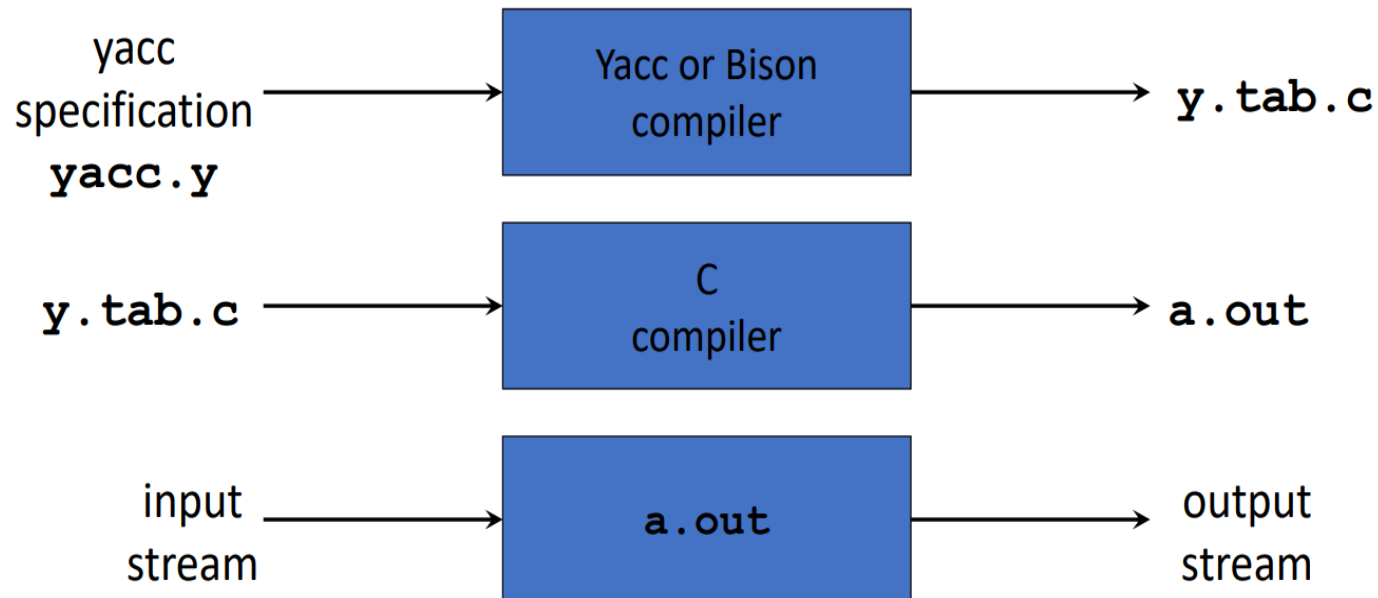 yacc
specification
yacc.y
Yacc or Bison
compiler
y.tab.c
y.tab.c
C
compiler
a.out
input
stream
a.out
output
stream